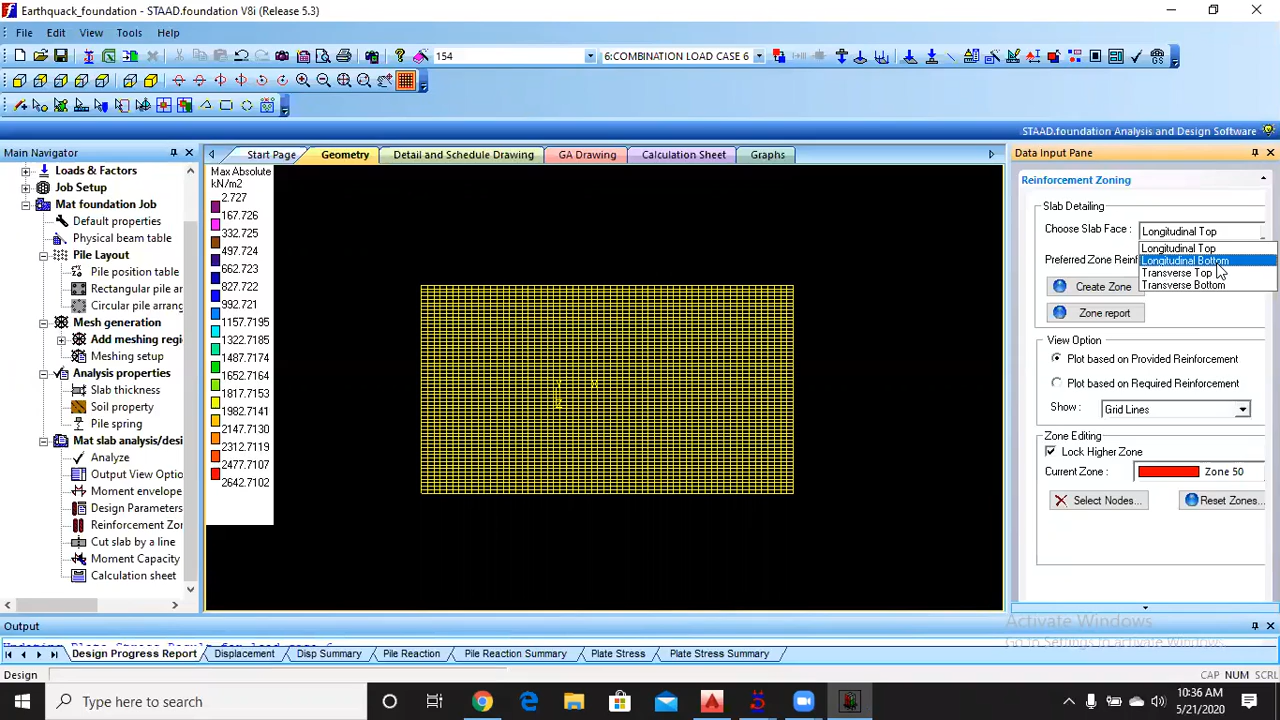 Earthquack_foundation - STAAD.foundation V8i (Release 5.3)
File Edit View Tools Help
154
6:COMBINATION LOAD CASE 6
STAAD.foundation Analysis and Design Software
Main Navigator
Start Page
Geometry
Detail and Schedule Drawing
GA Drawing
Calculation Sheet
Graphs
Data Input Pane
Loads & Factors
Job Setup
Mat foundation Job
Default properties
Physical beam table
Pile Layout
Pile position table
Rectangular pile ar
Circular pile arrang
Mesh generation
Add meshing regi
Meshing setup
Analysis properties
Slab thickness
Soil property
Pile spring
Mat slab analysis/desi
Analyze
Output View Optio
Moment envelope
Design Parameters
Reinforcement Zo
Cut slab by a line
Moment Capacity
Calculation sheet
Max Absolute
kN/m2
2.727
167.726
332.725
497.724
662.723
827.722
992.721
1157.7195
1322.7185
1487.7174
1652.7164
1817.7153
1982.7141
2147.7130
2312.7119
2477.7107
2642.7102
Y X
Z
Reinforcement Zoning
Slab Detailing
Choose Slab Face : Longitudinal Top
Longitudinal Top
Longitudinal Bottom
Transverse Top
Transverse Bottom
Preferred Zone Reinf
Create Zone
Zone report
View Option
Plot based on Provided Reinforcement
Plot based on Required Reinforcement
Show : Grid Lines
Zone Editing
Lock Higher Zone
Current Zone : Zone 50
Select Nodes...
Reset Zones...
Activate Windows
Go to Settings to activate Windows.
Output
Design Progress Report
Displacement
Disp Summary
Pile Reaction
Pile Reaction Summary
Plate Stress
Plate Stress Summary
Design
CAP NUM SCRL
Type here to search
10:36 AM
5/21/2020